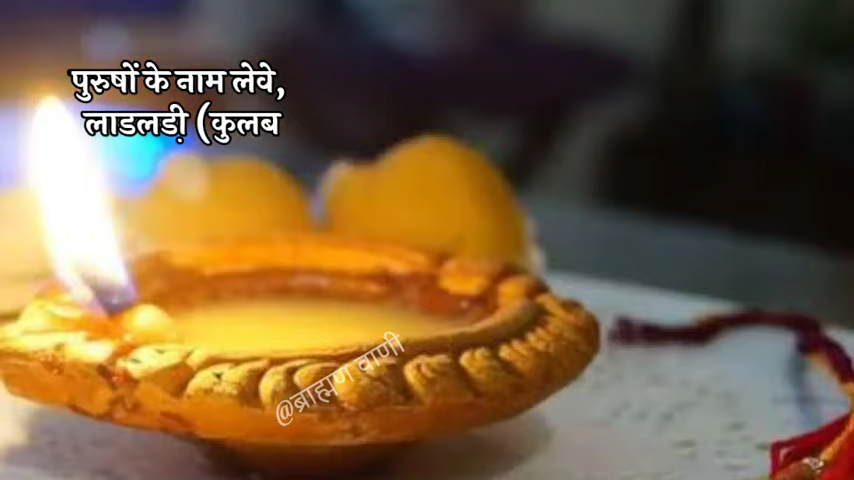 पुरुषों के नाम लेवे,
लाडलडी़ (कुलब
@ब्राह्मण वाणी